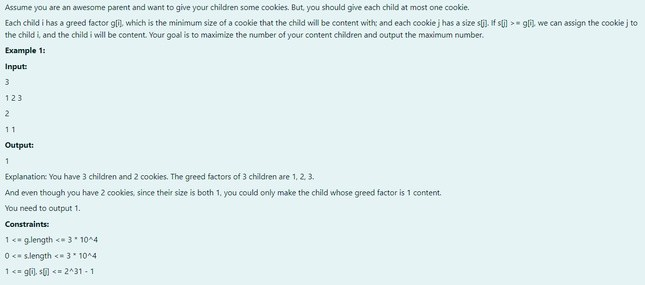 Assume you are an awesome parent and want to give your children some cookies. But, you should give each child at most one cookie.
Each child i has a greed factor g[i], which is the minimum size of a cookie that the child will be content with; and each cookie j has a size s[j]. If s[j] >= g[i], we can assign the cookie j to
the child i, and the child i will be content. Your goal is to maximize the number of your content children and output the maximum number.
Example 1:
Input:
3
1 2 3
2
1 1
Output:
1
Explanation: You have 3 children and 2 cookies. The greed factors of 3 children are 1, 2, 3.
And even though you have 2 cookies, since their size is both 1, you could only make the child whose greed factor is 1 content.
You need to output 1.
Constraints:
1 <= g.length <= 3 * 10^4
0 <= s.length <= 3 * 10^4
1 <= g[i], s[j] <= 2^31 - 1